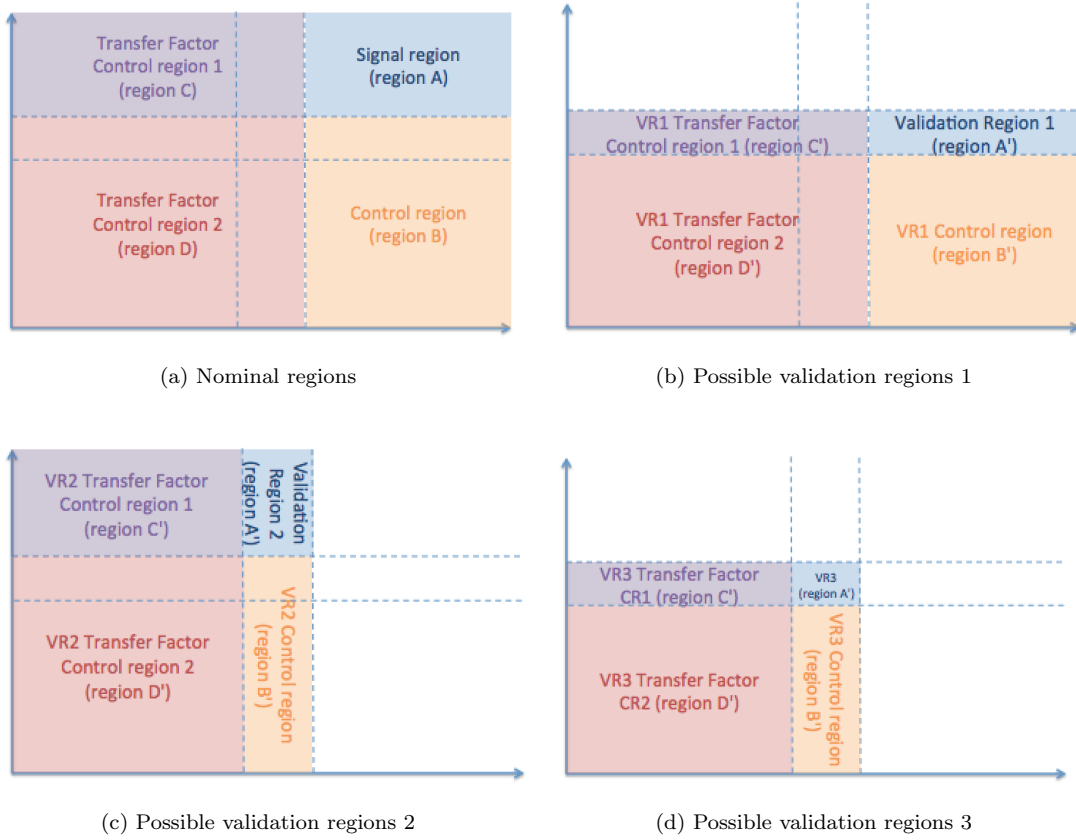 Transfer Factor
Control region 1
(region C)
Signal region
(region A)
Transfer Factor
Control region 2
(region D)
Control region
(region B)
(a) Nominal regions
VR1 Transfer Factor
Control region 1 (region C')
Validation Region 1
(region A')
VR1 Transfer Factor
Control region 2
(region D')
VR1 Control region
(region B')
(b) Possible validation regions 1
VR2 Transfer Factor
Control region 1
(region C')
Validation
Region 2
(region A')
VR2 Transfer Factor
Control region 2
(region D')
VR2 Control region
(region B')
(c) Possible validation regions 2
VR3 Transfer Factor
CR1 (region C')
VR3
(region A')
VR3 Transfer Factor
CR2 (region D')
VR3 Control region
(region B')
(d) Possible validation regions 3